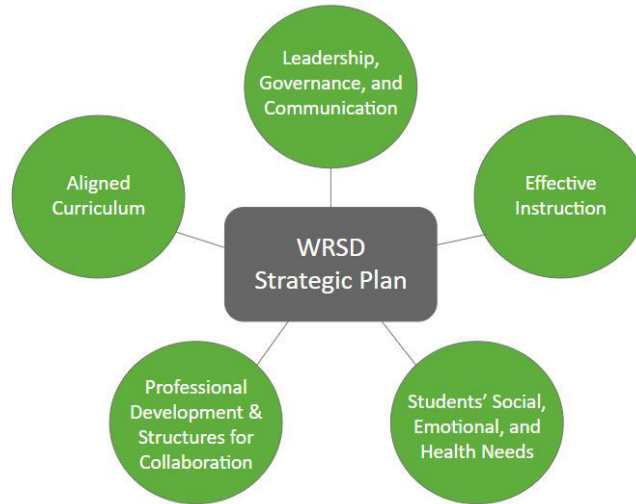 Leadership,
Governance, and
Communication
Aligned
Curriculum
Effective
Instruction
WRSD
Strategic Plan
Professional
Development &
Structures for
Collaboration
Students’ Social,
Emotional, and
Health Needs